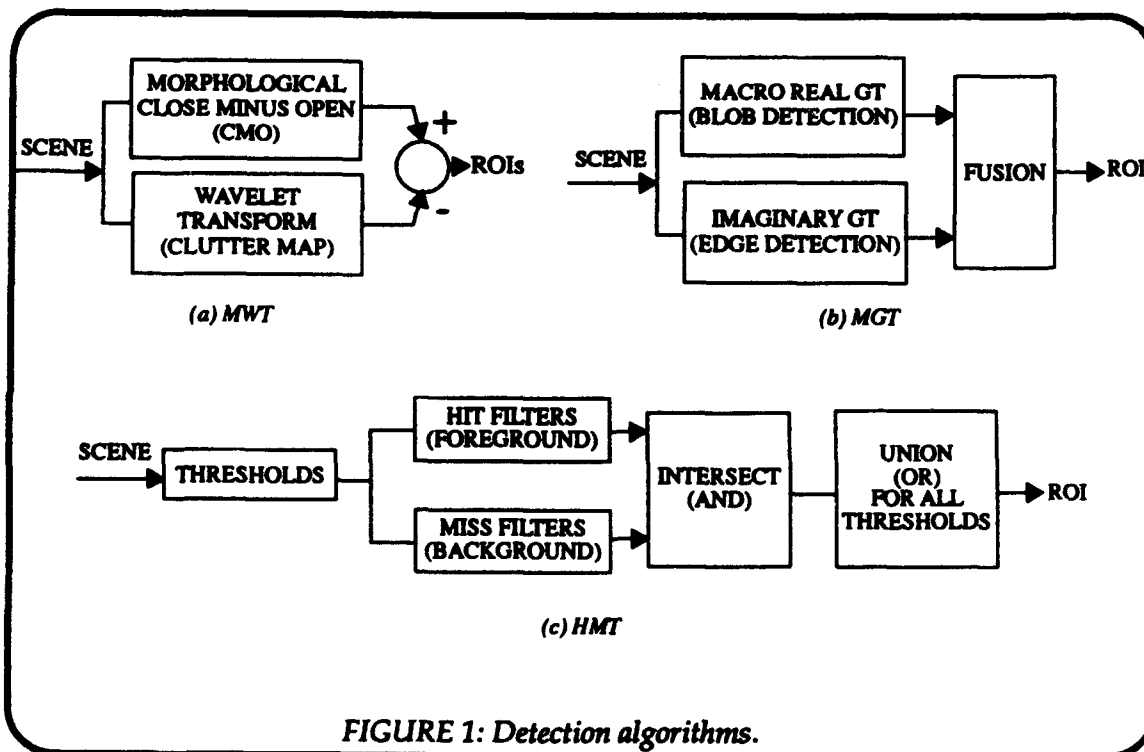 MORPHOLOGICAL
CLOSE MINUS OPEN
(CMO)
SCENE
WAVELET
TRANSFORM
(CLUTTER MAP)
+
-
ROIs
(a) MWT
MACRO REAL GT
(BLOB DETECTION)
SCENE
IMAGINARY GT
(EDGE DETECTION)
FUSION
ROI
(b) MGT
SCENE
THRESHOLDS
HIT FILTERS
(FOREGROUND)
MISS FILTERS
(BACKGROUND)
INTERSECT
(AND)
UNION
(OR)
FOR ALL
THRESHOLDS
ROI
(c) HMT
FIGURE 1: Detection algorithms.